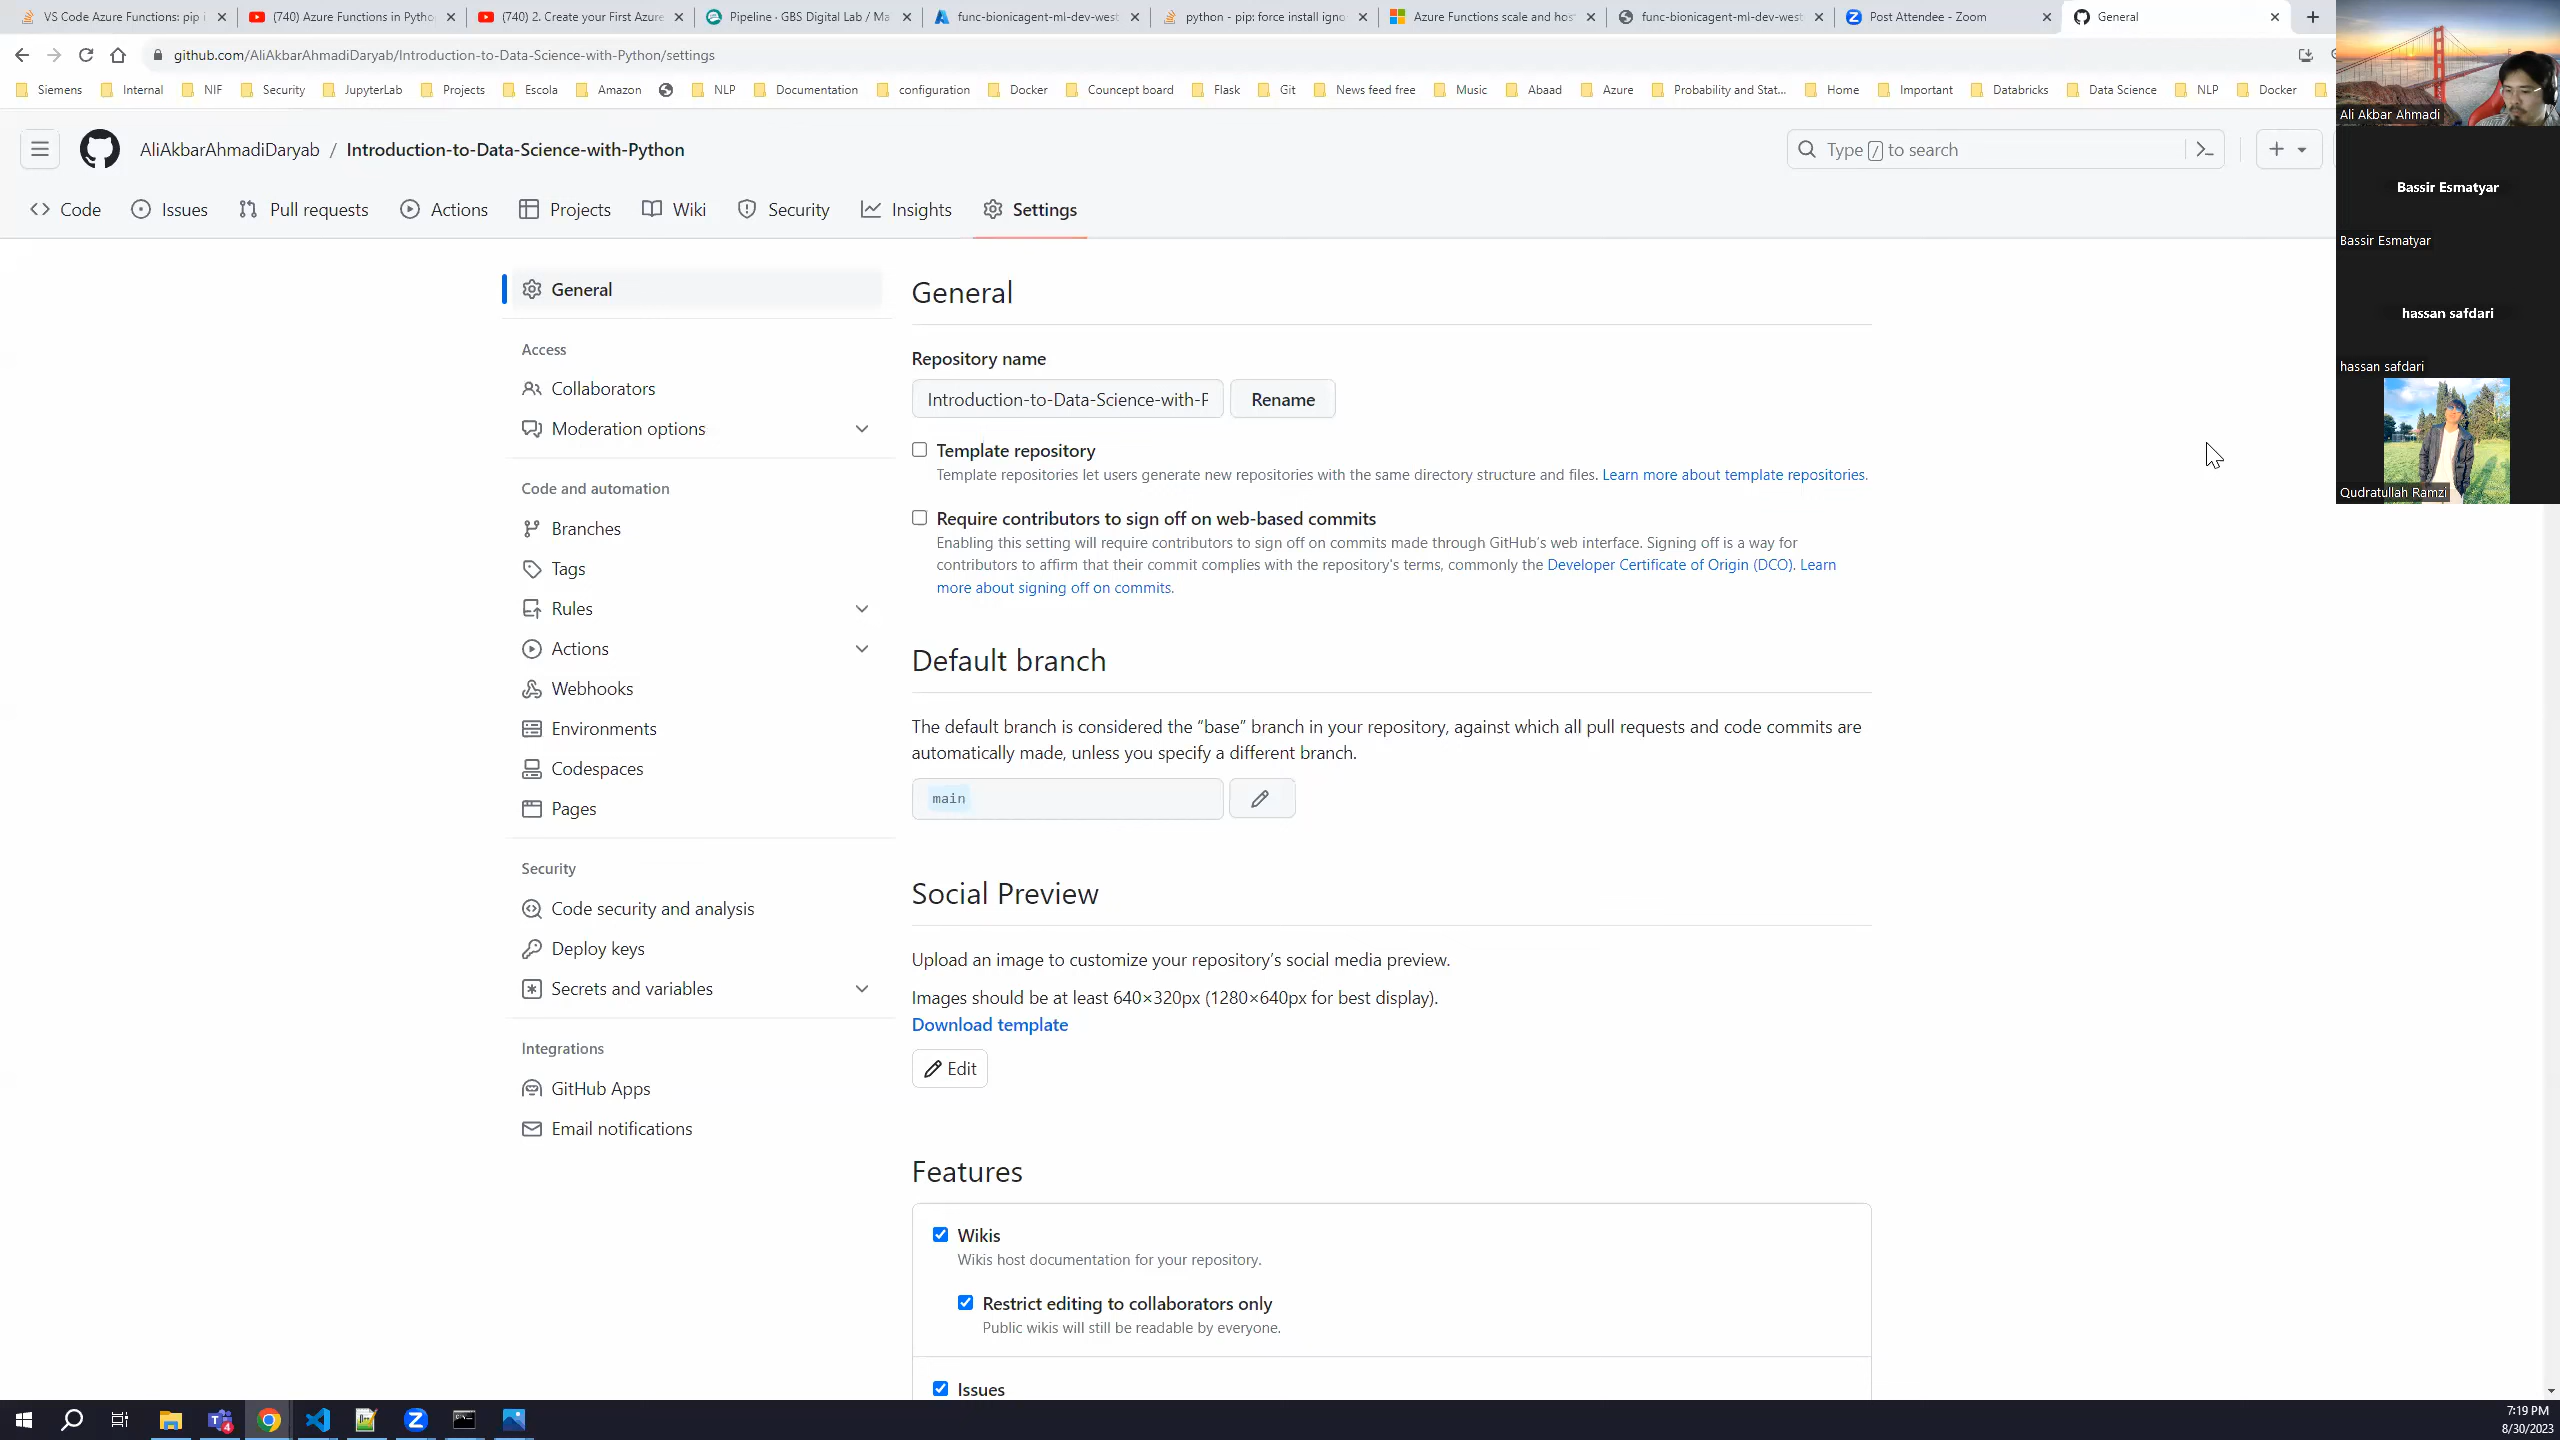 VS Code Azure Functions: pip i
(740) Azure Functions in Pytho
(740) 2. Create your First Azure
Pipeline · GBS Digital Lab / Ma
func-bionicagent-ml-dev-west
python - pip: force install igno
Azure Functions scale and hos
func-bionicagent-ml-dev-west
Post Attendee - Zoom
General
github.com/AliAkbarAhmadiDaryab/Introduction-to-Data-Science-with-Python/settings
Siemens
Internal
NIF
Security
JupyterLab
Projects
Escola
Amazon
NLP
Documentation
configuration
Docker
Councept board
Flask
Git
News feed free
Music
Abaad
Azure
Probability and Stat...
Home
Important
Databricks
Data Science
NLP
Docker
Ali Akbar Ahmadi
Bassir Esmatyar
Bassir Esmatyar
hassan safdari
hassan safdari
Qudratullah Ramzi
AliAkbarAhmadiDaryab / Introduction-to-Data-Science-with-Python
Type / to search
Code
Issues
Pull requests
Actions
Projects
Wiki
Security
Insights
Settings
General
Access
Collaborators
Moderation options
Code and automation
Branches
Tags
Rules
Actions
Webhooks
Environments
Codespaces
Pages
Security
Code security and analysis
Deploy keys
Secrets and variables
Integrations
GitHub Apps
Email notifications
General
Repository name
Introduction-to-Data-Science-with-P
Rename
Template repository
Template repositories let users generate new repositories with the same directory structure and files. Learn more about template repositories.
Require contributors to sign off on web-based commits
Enabling this setting will require contributors to sign off on commits made through GitHub's web interface. Signing off is a way for
contributors to affirm that their commit complies with the repository's terms, commonly the Developer Certificate of Origin (DCO). Learn
more about signing off on commits.
Default branch
The default branch is considered the “base” branch in your repository, against which all pull requests and code commits are
automatically made, unless you specify a different branch.
main
Social Preview
Upload an image to customize your repository’s social media preview.
Images should be at least 640×320px (1280×640px for best display).
Download template
Edit
Features
Wikis
Wikis host documentation for your repository.
Restrict editing to collaborators only
Public wikis will still be readable by everyone.
Issues
4
7:19 PM
8/30/2023